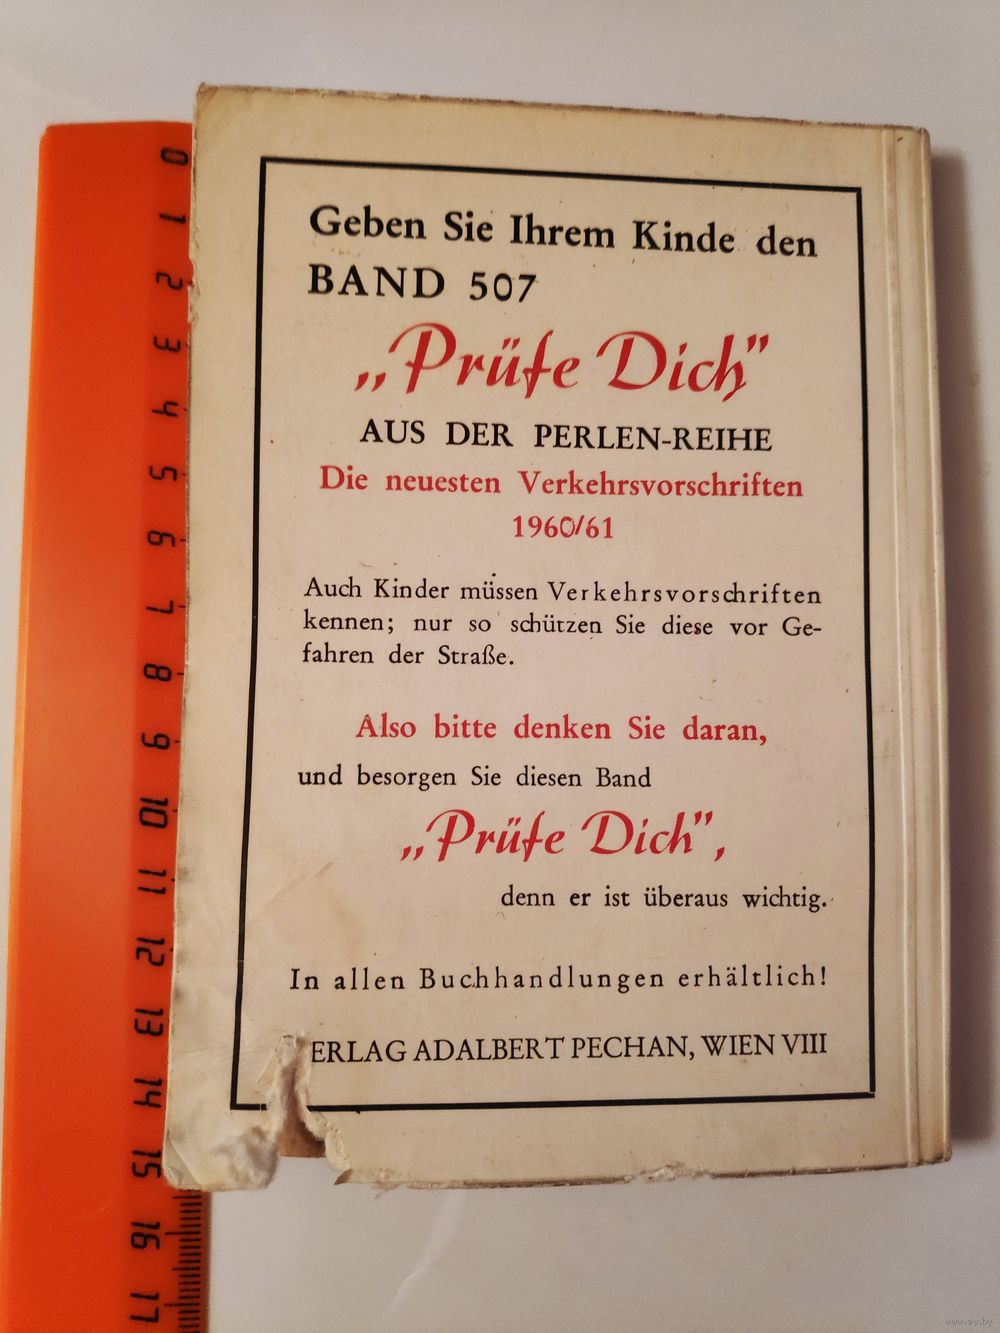 Geben Sie Ihrem Kinde den
BAND 507
„Prüfe Dich"
AUS DER PERLEN-REIHE
Die neuesten Verkehrsvorschriften
1960/61
Auch Kinder müssen Verkehrsvorschriften
kennen; nur so schützen Sie diese vor Ge-
fahren der Straße.
Also bitte denken Sie daran,
und besorgen Sie diesen Band
„Prüfe Dich",
denn er ist überaus wichtig.
In allen Buchhandlungen erhältlich!
ERLAG ADALBERT PECHAN, WIEN VIII
0
1
2
3
4
5
6
7
8
9
10
11
12
13
14
15
16
17
www.ay.by